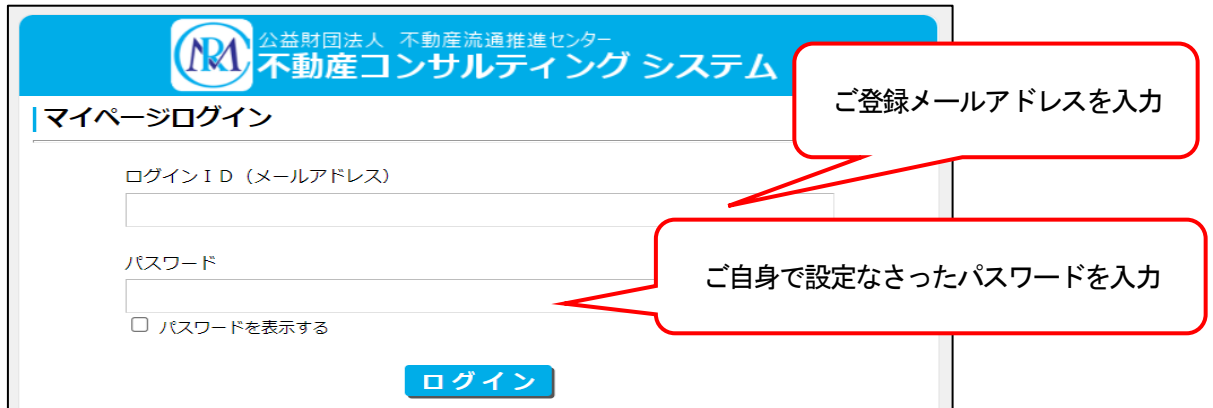 公益財団法人 不動産流通推進センター
不動産コンサルティング システム
マイページログイン
ご登録メールアドレスを入力
ログインＩＤ（メールアドレス）
パスワード
ご自身で設定なさったパスワードを入力
パスワードを表示する
ログイン